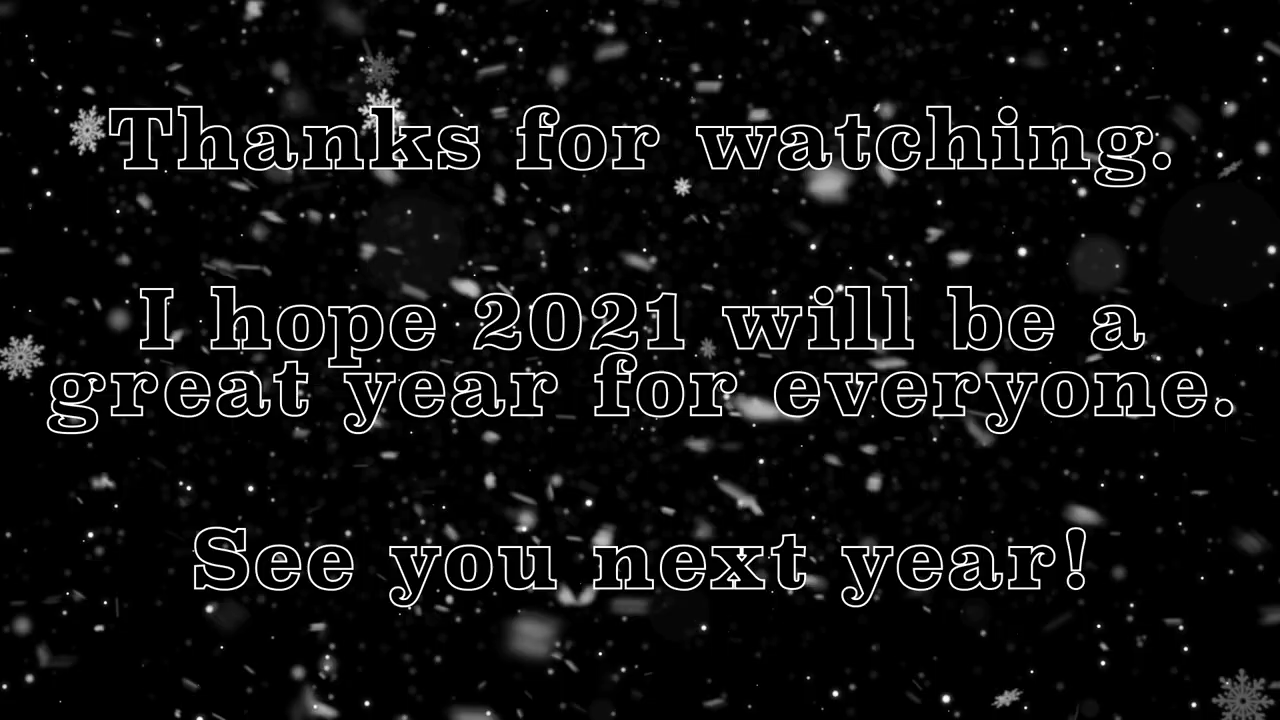 Thanks for watching.
I hope 2021 will be a
great year for everyone.
See you next year!